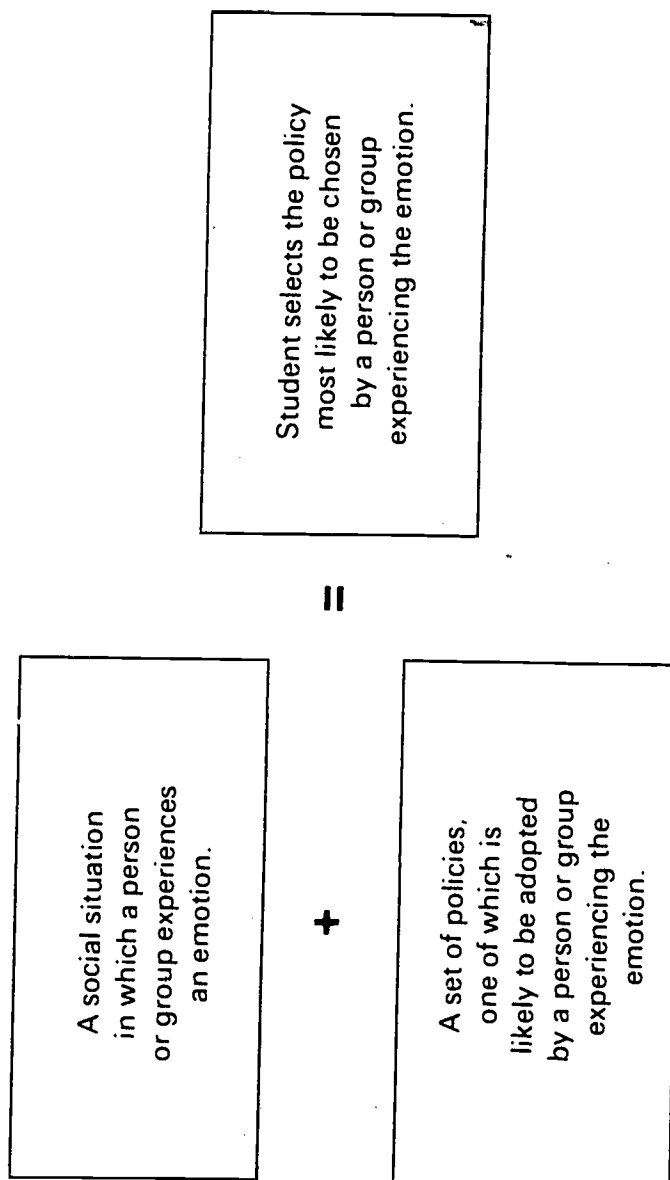 A social situation
in which a person
or group experiences
an emotion.
+
A set of policies,
one of which is
likely to be adopted
by a person or group
experiencing the
emotion.
=
Student selects the policy
most likely to be chosen
by a person or group
experiencing the emotion.